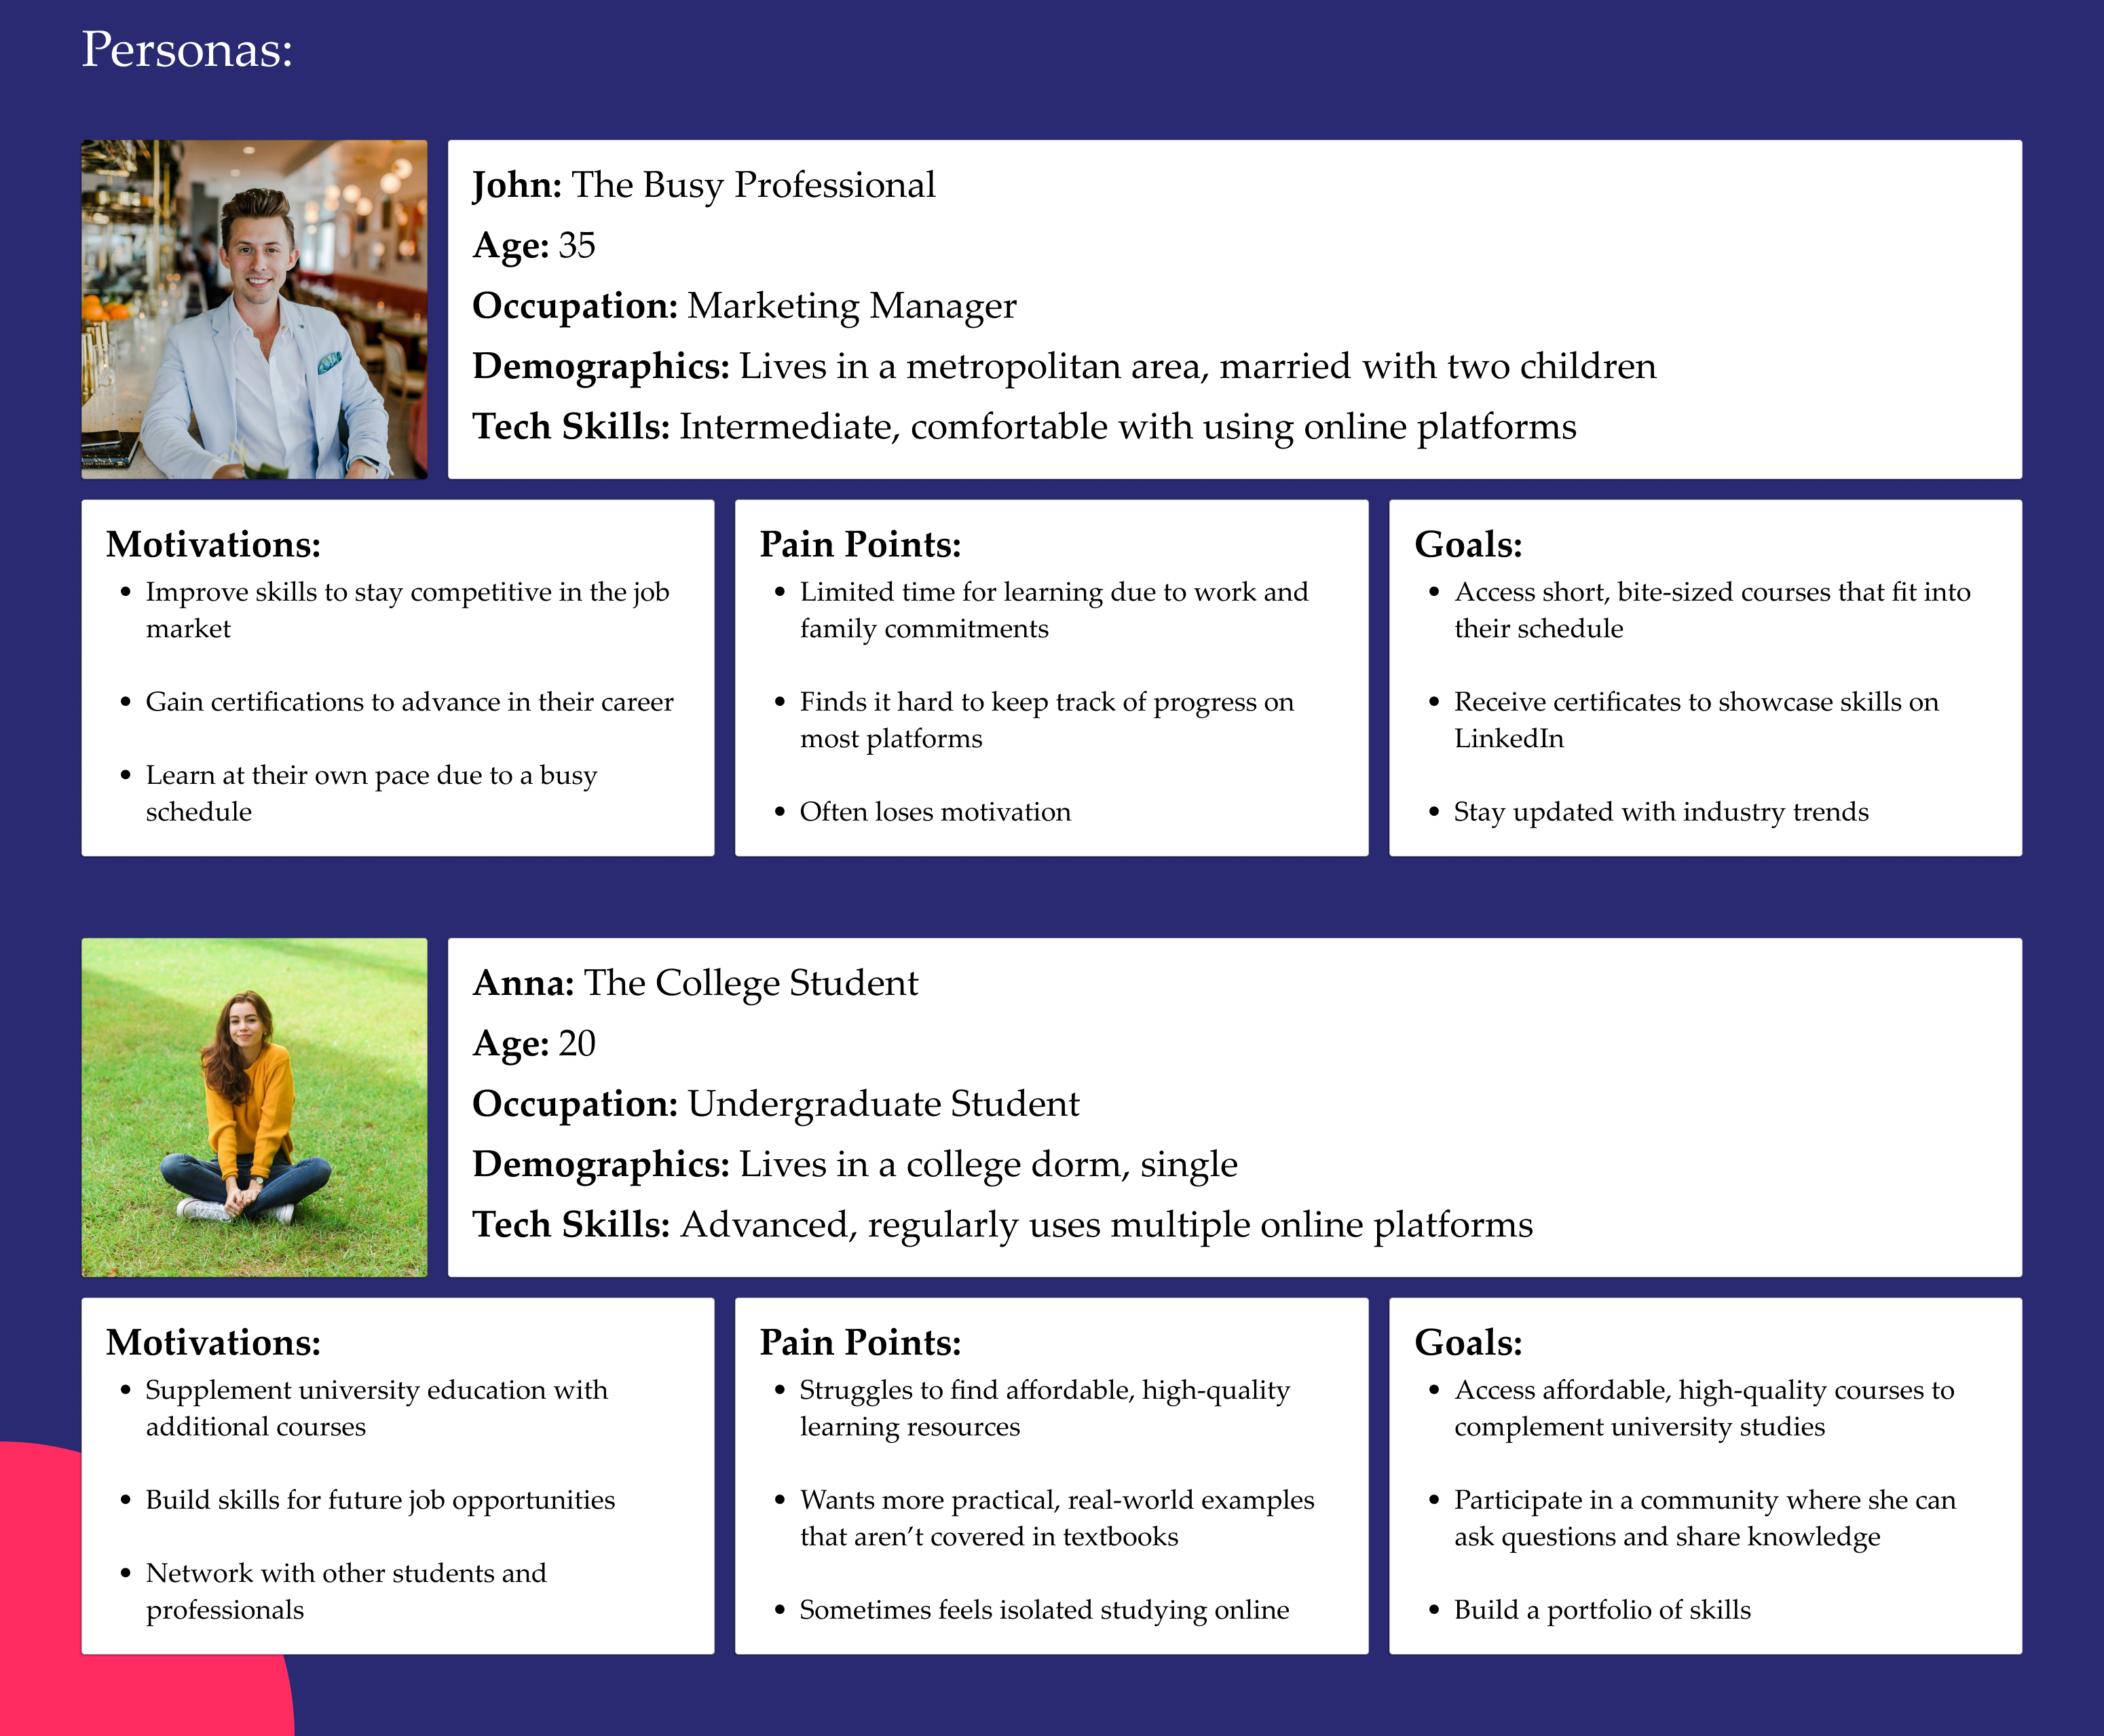 Personas:
John: The Busy Professional
Age: 35
Occupation: Marketing Manager
Demographics: Lives in a metropolitan area, married with two children
Tech Skills: Intermediate, comfortable with using online platforms
Motivations:
• Improve skills to stay competitive in the job
market
• Gain certifications to advance in their career
• Learn at their own pace due to a busy
schedule
Pain Points:
• Limited time for learning due to work and
family commitments
• Finds it hard to keep track of progress on
most platforms
• Often loses motivation
Goals:
• Access short, bite-sized courses that fit into
their schedule
• Receive certificates to showcase skills on
LinkedIn
• Stay updated with industry trends
Anna: The College Student
Age: 20
Occupation: Undergraduate Student
Demographics: Lives in a college dorm, single
Tech Skills: Advanced, regularly uses multiple online platforms
Motivations:
• Supplement university education with
additional courses
• Build skills for future job opportunities
• Network with other students and
professionals
Pain Points:
• Struggles to find affordable, high-quality
learning resources
• Wants more practical, real-world examples
that aren’t covered in textbooks
• Sometimes feels isolated studying online
Goals:
• Access affordable, high-quality courses to
complement university studies
• Participate in a community where she can
ask questions and share knowledge
• Build a portfolio of skills